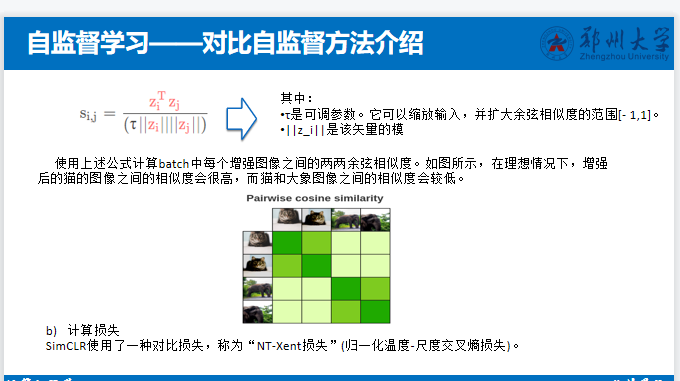 自监督学习——对比自监督方法介绍
郑州大学
Zhengzhou University
s_{i,j} = z_i^T z_j / (τ||z_i||||z_j||)
其中：
•τ是可调参数。它可以缩放输入，并扩大余弦相似度的范围[- 1,1]。
•||z_i||是该矢量的模
使用上述公式计算batch中每个增强图像之间的两两余弦相似度。如图所示，在理想情况下，增强
后的猫的图像之间的相似度会很高，而猫和大象图像之间的相似度会较低。
Pairwise cosine similarity
b) 计算损失
SimCLR使用了一种对比损失，称为“NT-Xent损失”(归一化温度-尺度交叉熵损失)。